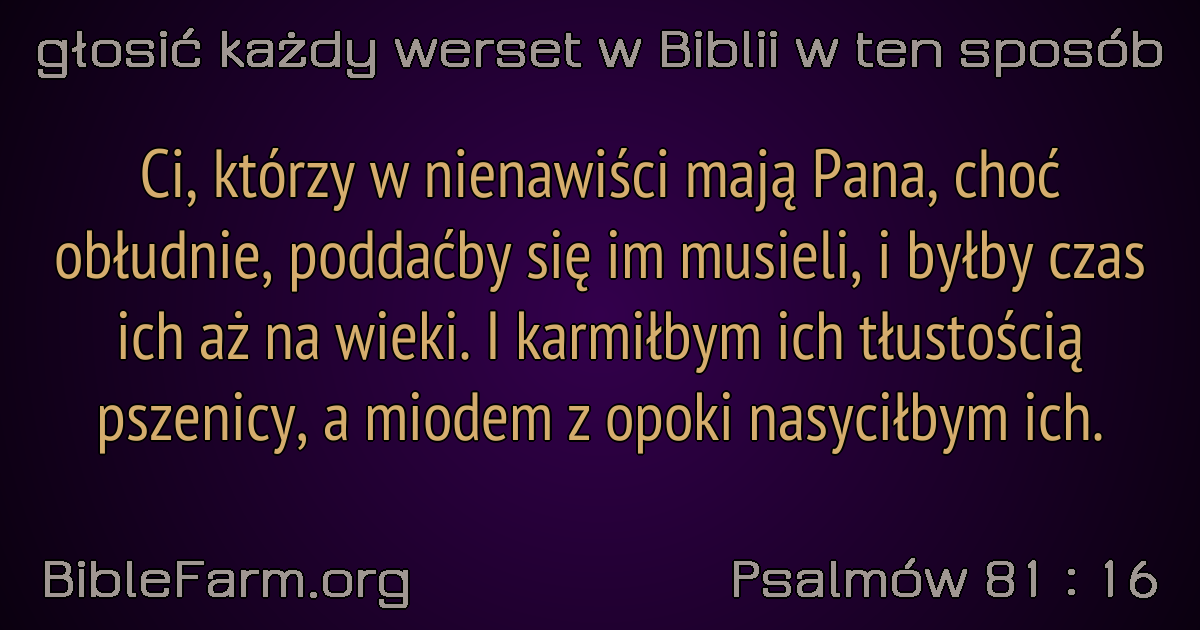 głosić każdy werset w Biblii w ten sposób
Ci, którzy w nienawiści mają Pana, choć
obłudnie, poddaćby się im musieli, i byłby czas
ich aż na wieki. I karmiłbym ich tłustością
pszenicy, a miodem z opoki nasyciłbym ich.
BibleFarm.org
Psalmów 81 : 16